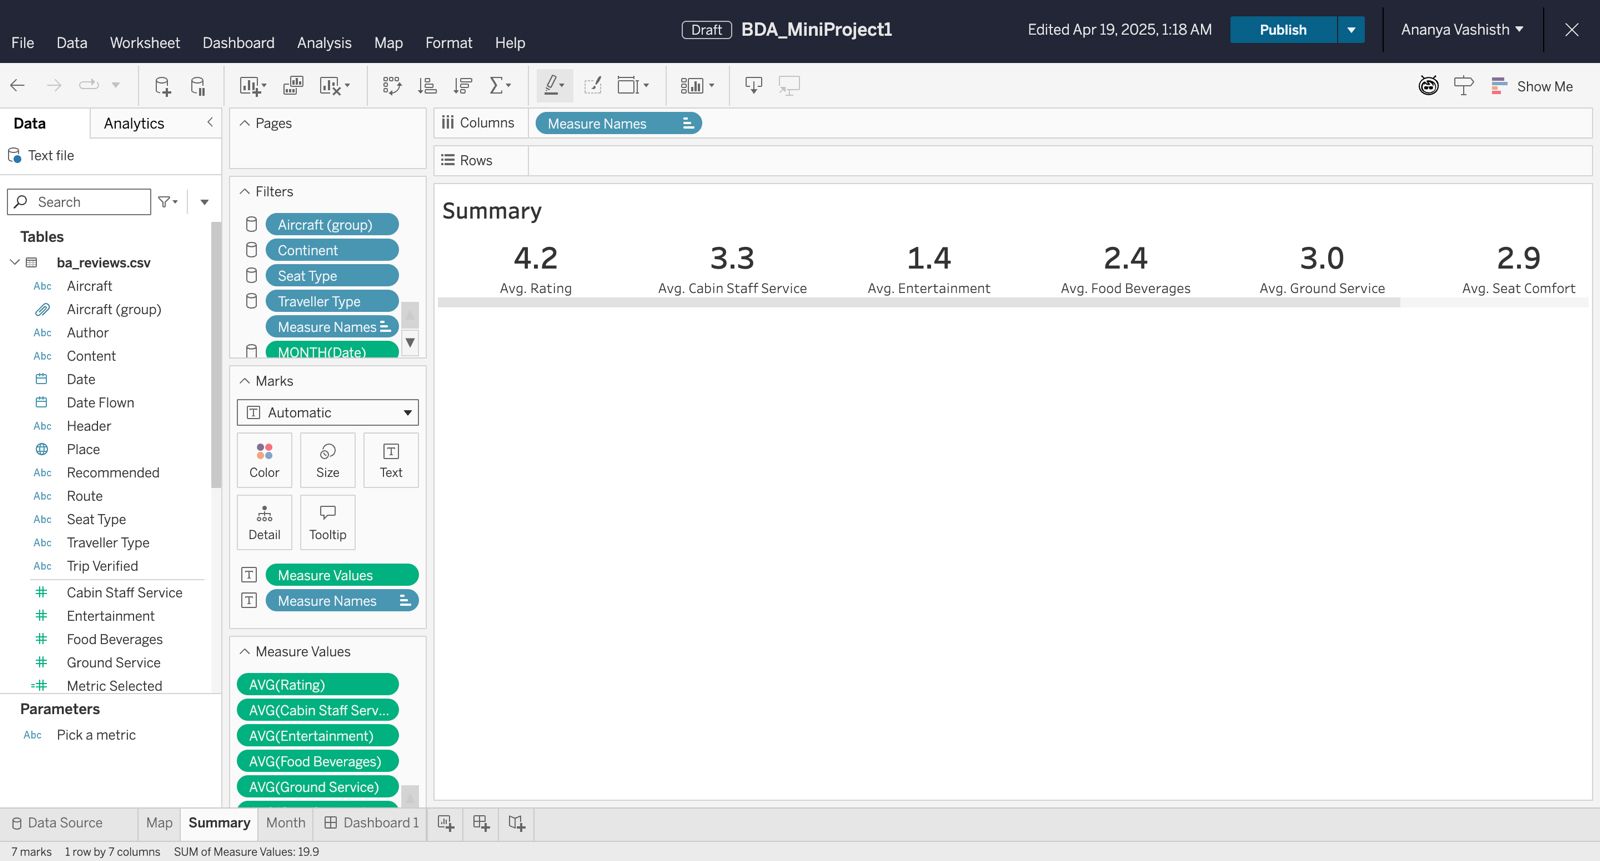 Draft BDA_MiniProject1
Edited Apr 19, 2025, 1:18 AM
Publish
Ananya Vashisth
File Data Worksheet Dashboard Analysis Map Format Help
Show Me
Data Analytics
Text file
Search
Tables
ba_reviews.csv
Abc Aircraft
Aircraft (group)
Abc Author
Abc Content
Date
Date Flown
Abc Header
Place
Abc Recommended
Abc Route
Abc Seat Type
Abc Traveller Type
Abc Trip Verified
Cabin Staff Service
Entertainment
Food Beverages
Ground Service
Metric Selected
Parameters
Abc Pick a metric
Pages
Filters
Aircraft (group)
Continent
Seat Type
Traveller Type
Measure Names
MONTH(Date)
Marks
Automatic
Color Size Text
Detail Tooltip
Measure Values
Measure Names
Measure Values
AVG(Rating)
AVG(Cabin Staff Serv...
AVG(Entertainment)
AVG(Food Beverages)
AVG(Ground Service)
Columns Measure Names
Rows
Summary
4.2 3.3 1.4 2.4 3.0 2.9
Avg. Rating Avg. Cabin Staff Service Avg. Entertainment Avg. Food Beverages Avg. Ground Service Avg. Seat Comfort
Data Source Map Summary Month Dashboard 1
7 marks 1 row by 7 columns SUM of Measure Values: 19.9